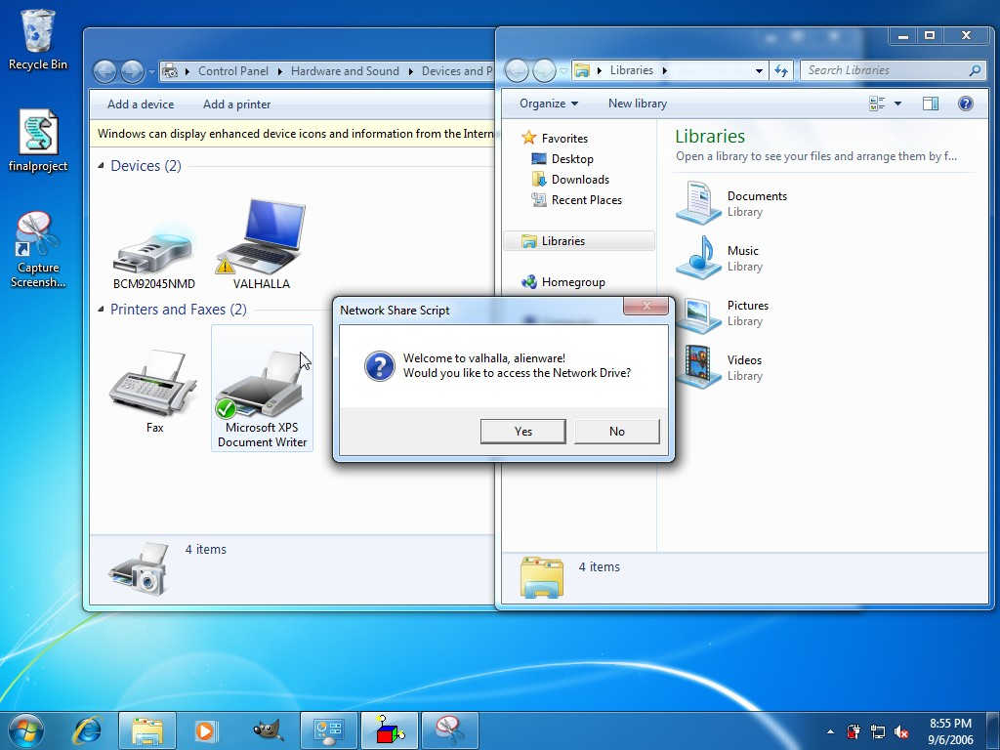 Recycle Bin
finalproject
Capture
Screensh...
Control Panel
Hardware and Sound
Devices and P
Add a device
Add a printer
Windows can display enhanced device icons and information from the Intern
Devices (2)
BCM92045NMD
VALHALLA
Printers and Faxes (2)
Fax
Microsoft XPS
Document Writer
4 items
Libraries
Search Libraries
Organize
New library
Favorites
Desktop
Downloads
Recent Places
Libraries
Homegroup
Libraries
Open a library to see your files and arrange them by f...
Documents
Library
Music
Library
Pictures
Library
Videos
Library
4 items
Network Share Script
Welcome to valhalla, alienware!
Would you like to access the Network Drive?
Yes
No
8:55 PM
9/6/2006